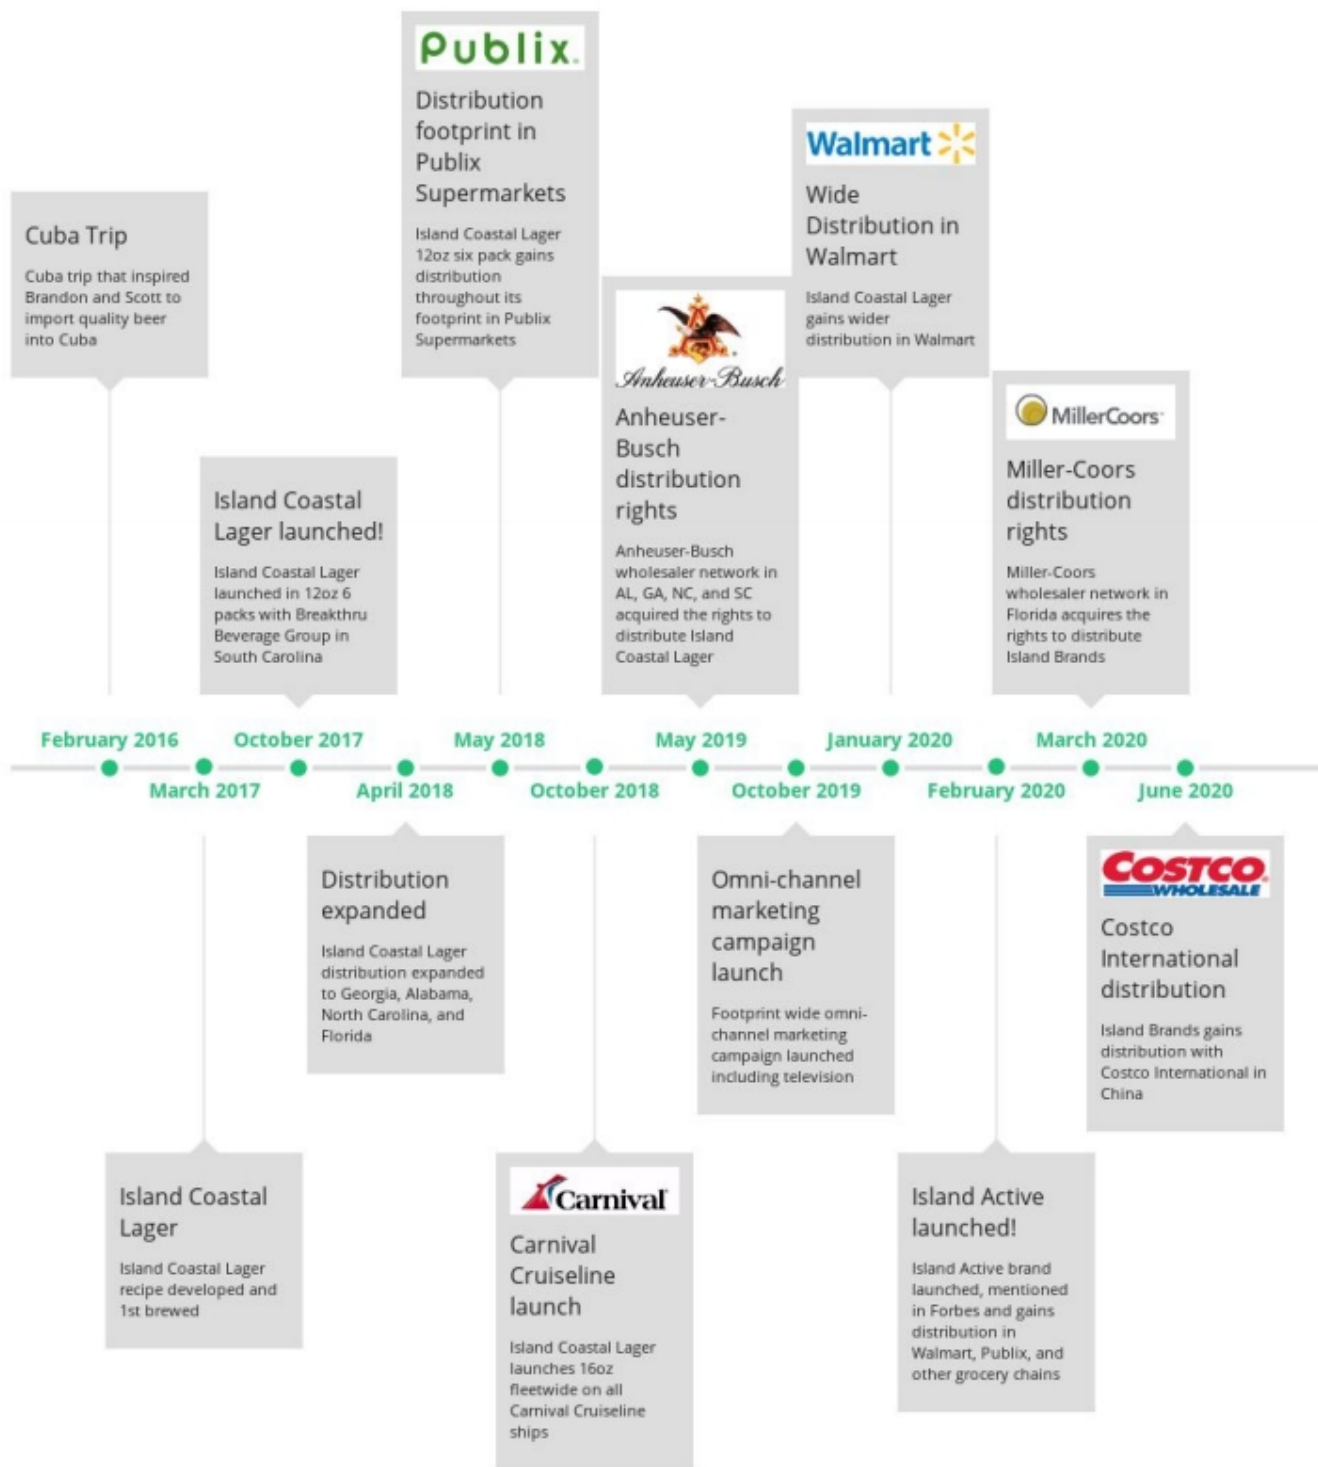 Publix.
Distribution
footprint in
Publix
Supermarkets
Island Coastal Lager
12oz six pack gains
distribution
throughout its
footprint in Publix
Supermarkets
Walmart
Wide
Distribution in
Walmart
Island Coastal Lager
gains wider
distribution in Walmart
Cuba Trip
Cuba trip that inspired
Brandon and Scott to
import quality beer
into Cuba
Anheuser-Busch
Anheuser-
Busch
distribution
rights
Anheuser-Busch
wholesaler network in
AL, GA, NC, and SC
acquired the rights to
distribute Island
Coastal Lager
MillerCoors
Miller-Coors
distribution
rights
Miller-Coors
wholesaler network in
Florida acquires the
rights to distribute
Island Brands
Island Coastal
Lager launched!
Island Coastal Lager
launched in 12oz 6
packs with Breakthru
Beverage Group in
South Carolina
February 2016
October 2017
May 2018
May 2019
January 2020
March 2020
March 2017
April 2018
October 2018
October 2019
February 2020
June 2020
Distribution
expanded
Island Coastal Lager
distribution expanded
to Georgia, Alabama,
North Carolina, and
Florida
Omni-channel
marketing
campaign
launch
Footprint wide omni-
channel marketing
campaign launched
including television
COSTCO
WHOLESALE
Costco
International
distribution
Island Brands gains
distribution with
Costco International in
China
Island Coastal
Lager
Island Coastal Lager
recipe developed and
1st brewed
Carnival
Carnival
Cruiseline
launch
Island Coastal Lager
launches 16oz
fleetwide on all
Carnival Cruiseline
ships
Island Active
launched!
Island Active brand
launched, mentioned
in Forbes and gains
distribution in
Walmart, Publix, and
other grocery chains